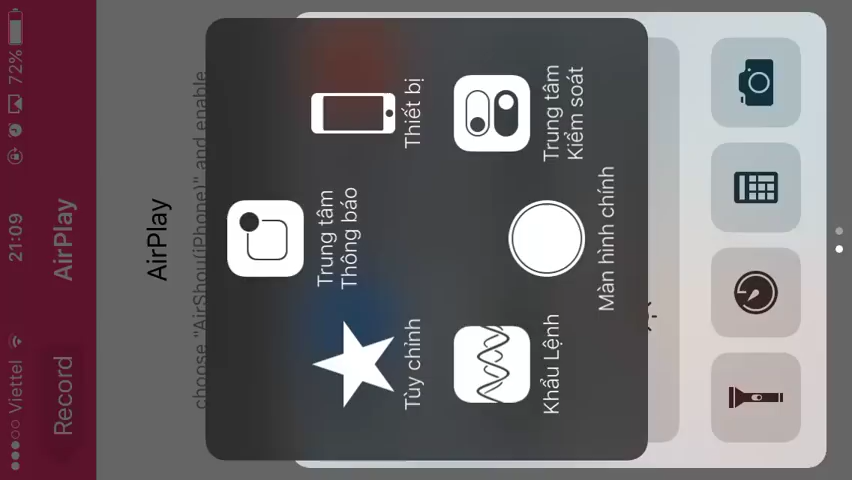 Viettel
21:09
72%
Record
AirPlay
AirPlay
choose "AirShou(iPhone)" and enable
Trung tâm
Thông báo
Tùy chỉnh
Thiết bị
Khẩu Lệnh
Trung tâm
Kiểm soát
Màn hình chính